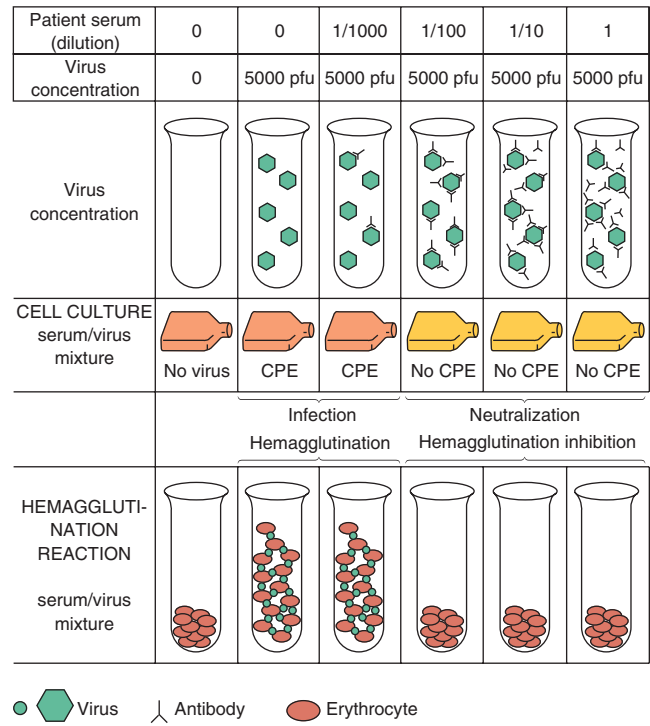 Patient serum (dilution) 0 0 1/1000 1/100 1/10 1
Virus concentration 0 5000 pfu 5000 pfu 5000 pfu 5000 pfu 5000 pfu
Virus
concentration
CELL CULTURE
serum/virus
mixture
No virus CPE CPE No CPE No CPE No CPE
Infection Neutralization
Hemagglutination Hemagglutination inhibition
HEMAGGLUTI-
NATION
REACTION
serum/virus
mixture
Virus Antibody Erythrocyte